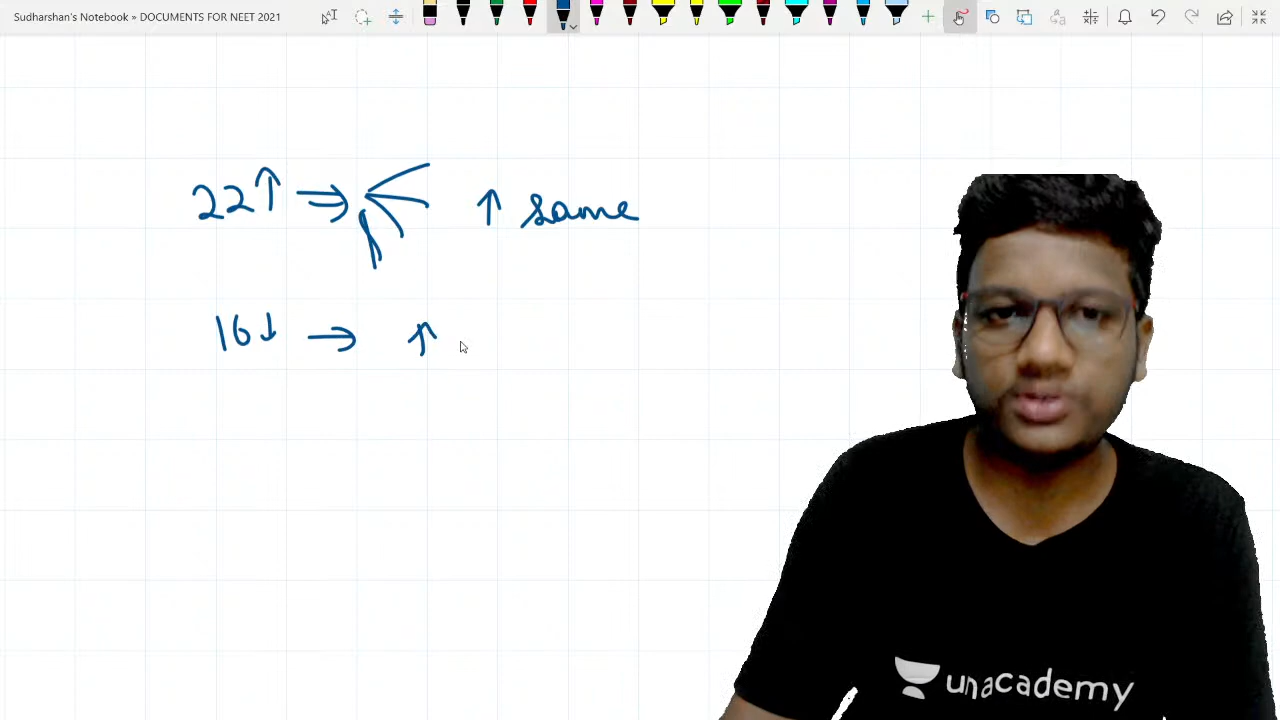 Sudharshan's Notebook » DOCUMENTS FOR NEET 2021
22↑ ⇒ ↑ same
16↓ → ↑
unacademy